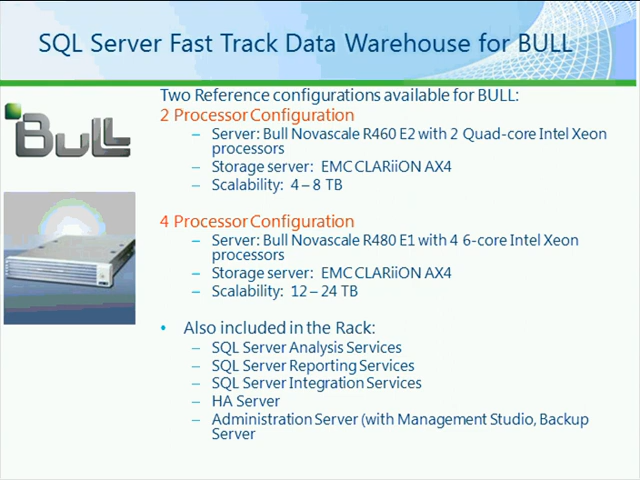 SQL Server Fast Track Data Warehouse for BULL
Two Reference configurations available for BULL:
2 Processor Configuration
– Server: Bull Novascale R460 E2 with 2 Quad-core Intel Xeon
processors
– Storage server: EMC CLARiiON AX4
– Scalability: 4 – 8 TB
Bull
4 Processor Configuration
– Server: Bull Novascale R480 E1 with 4 6-core Intel Xeon
processors
– Storage server: EMC CLARiiON AX4
– Scalability: 12 – 24 TB
• Also included in the Rack:
– SQL Server Analysis Services
– SQL Server Reporting Services
– SQL Server Integration Services
– HA Server
– Administration Server (with Management Studio, Backup
Server